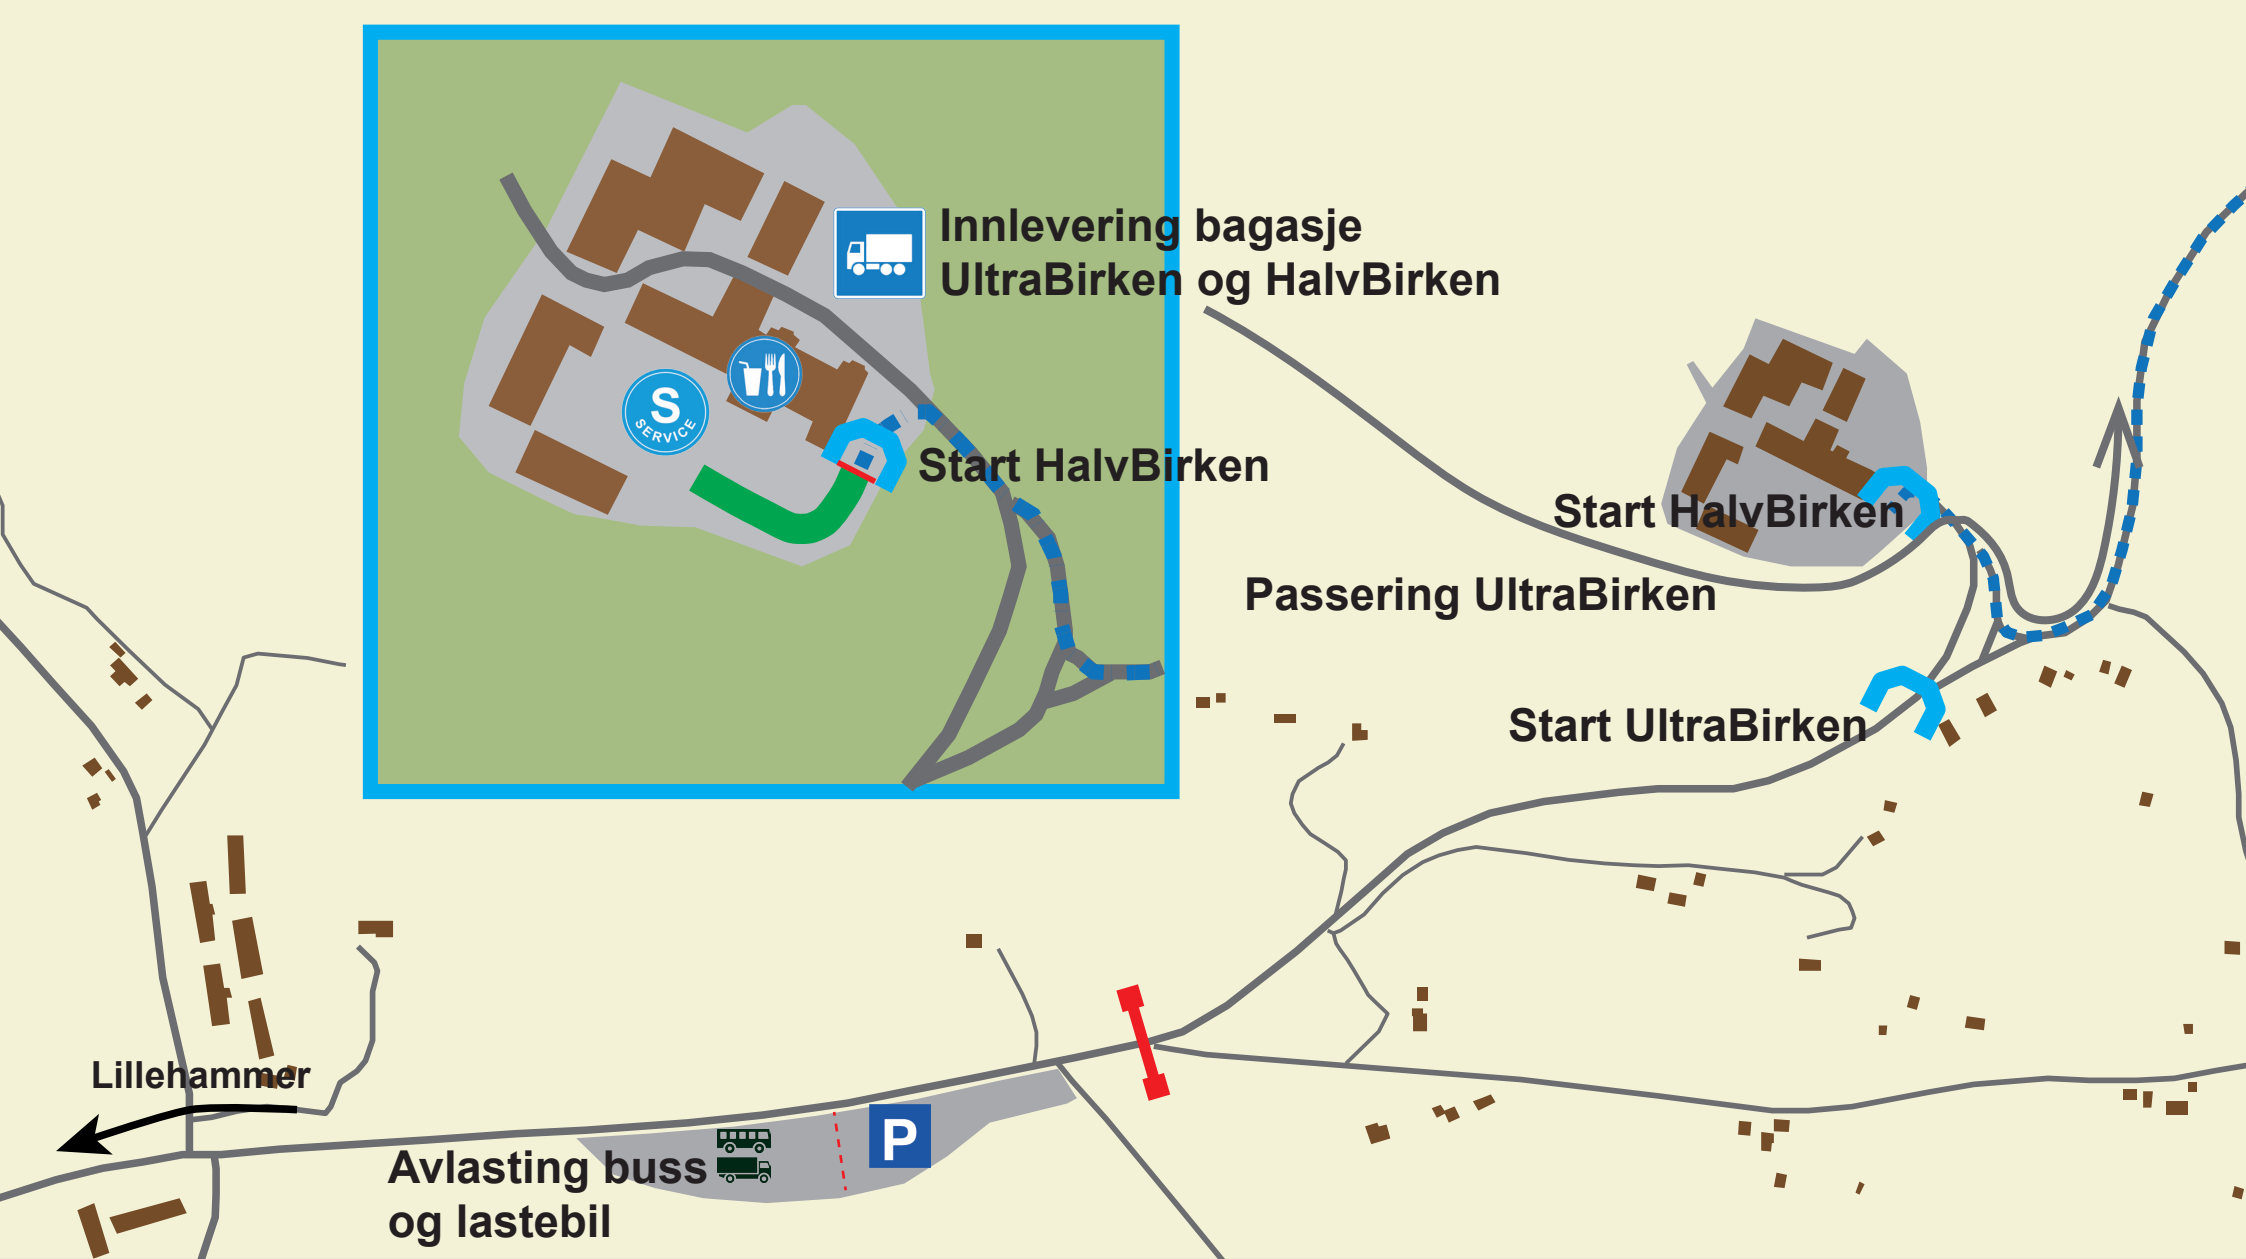 Innlevering bagasje
UltraBirken og HalvBirken
S
SERVICE
Start HalvBirken
Start HalvBirken
Passering UltraBirken
Start UltraBirken
Lillehammer
P
Avlasting buss
og lastebil